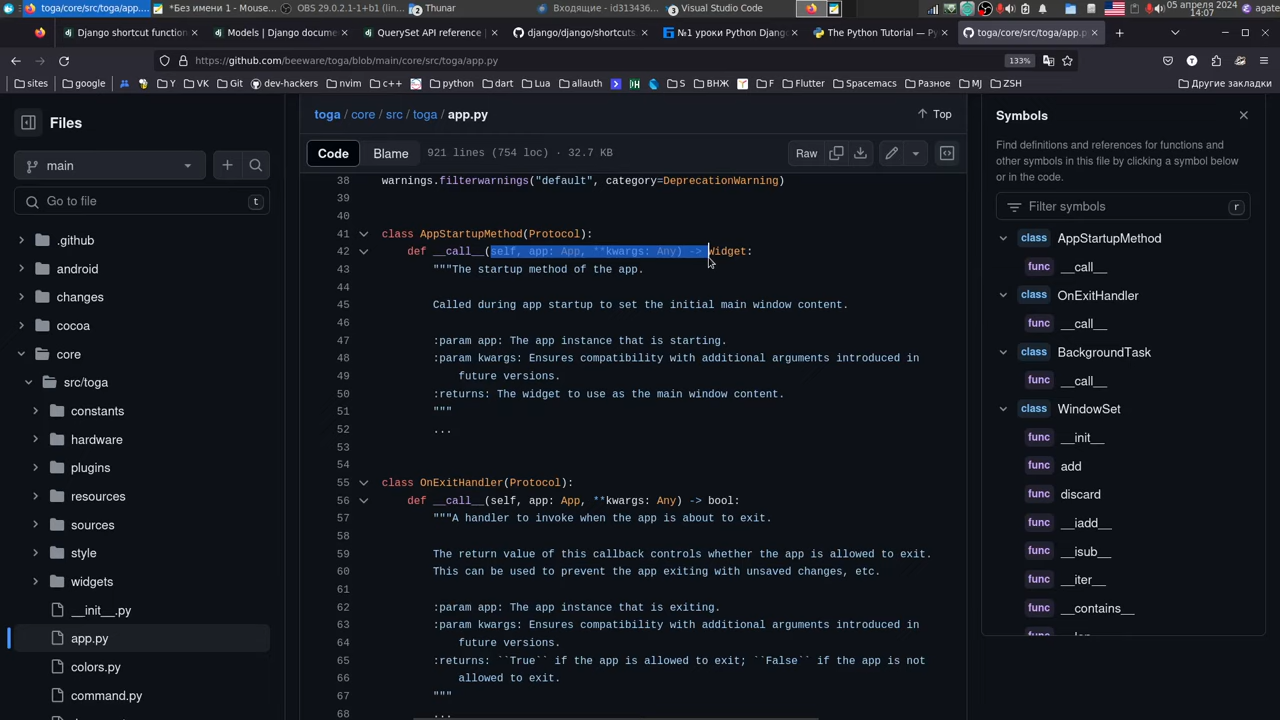 toga/core/src/toga/app.p...
*Без имени 1 - Mouse...
OBS 29.0.2.1-1+b1 (lin...
2 Thunar
Входящие - id313436...
3 Visual Studio Code
05 апреля 2024
14:07
agate
Django shortcut function
Models | Django docume
QuerySet API reference |
django/django/shortcuts
№1 уроки Python Django
The Python Tutorial —
toga/core/src/toga/app.p
https://github.com/beeware/toga/blob/main/core/src/toga/app.py
133%
sites
google
Y
VK
Git
dev-hackers
nvim
c++
python
dart
Lua
allauth
S
ВНЖ
F
Flutter
Spacemacs
Разное
MJ
ZSH
Другие закладки
Files
main
Go to file
t
.github
android
changes
cocoa
core
src/toga
constants
hardware
plugins
resources
sources
style
widgets
__init__.py
app.py
colors.py
command.py
toga / core / src / toga / app.py
Top
Code
Blame
921 lines (754 loc) · 32.7 KB
Raw
38 warnings.filterwarnings("default", category=DeprecationWarning)
39
40
41 class AppStartupMethod(Protocol):
42 def __call__(self, app: App, **kwargs: Any) -> Widget:
43 """The startup method of the app.
44
45 Called during app startup to set the initial main window content.
46
47 :param app: The app instance that is starting.
48 :param kwargs: Ensures compatibility with additional arguments introduced in
49 future versions.
50 :returns: The widget to use as the main window content.
51 """
52 ...
53
54
55 class OnExitHandler(Protocol):
56 def __call__(self, app: App, **kwargs: Any) -> bool:
57 """A handler to invoke when the app is about to exit.
58
59 The return value of this callback controls whether the app is allowed to exit.
60 This can be used to prevent the app exiting with unsaved changes, etc.
61
62 :param app: The app instance that is exiting.
63 :param kwargs: Ensures compatibility with additional arguments introduced in
64 future versions.
65 :returns: ``True`` if the app is allowed to exit; ``False`` if the app is not
66 allowed to exit.
67 """
68 ...
Symbols
Find definitions and references for functions and
other symbols in this file by clicking a symbol below
or in the code.
Filter symbols
r
class AppStartupMethod
func __call__
class OnExitHandler
func __call__
class BackgroundTask
func __call__
class WindowSet
func __init__
func add
func discard
func __iadd__
func __isub__
func __iter__
func __contains__